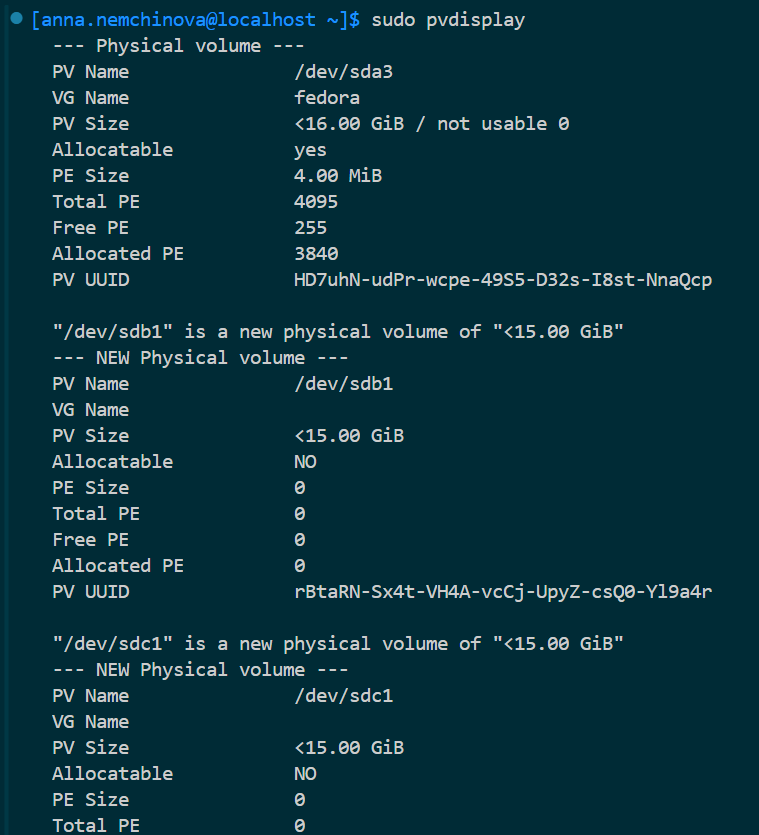 [anna.nemchinova@localhost ~]$ sudo pvdisplay
--- Physical volume ---
PV Name /dev/sda3
VG Name fedora
PV Size <16.00 GiB / not usable 0
Allocatable yes
PE Size 4.00 MiB
Total PE 4095
Free PE 255
Allocated PE 3840
PV UUID HD7uhN-udPr-wcpe-49S5-D32s-I8st-NnaQcp

"/dev/sdb1" is a new physical volume of "<15.00 GiB"
--- NEW Physical volume ---
PV Name /dev/sdb1
VG Name
PV Size <15.00 GiB
Allocatable NO
PE Size 0
Total PE 0
Free PE 0
Allocated PE 0
PV UUID rBtaRN-Sx4t-VH4A-vcCj-UpyZ-csQ0-Yl9a4r

"/dev/sdc1" is a new physical volume of "<15.00 GiB"
--- NEW Physical volume ---
PV Name /dev/sdc1
VG Name
PV Size <15.00 GiB
Allocatable NO
PE Size 0
Total PE 0